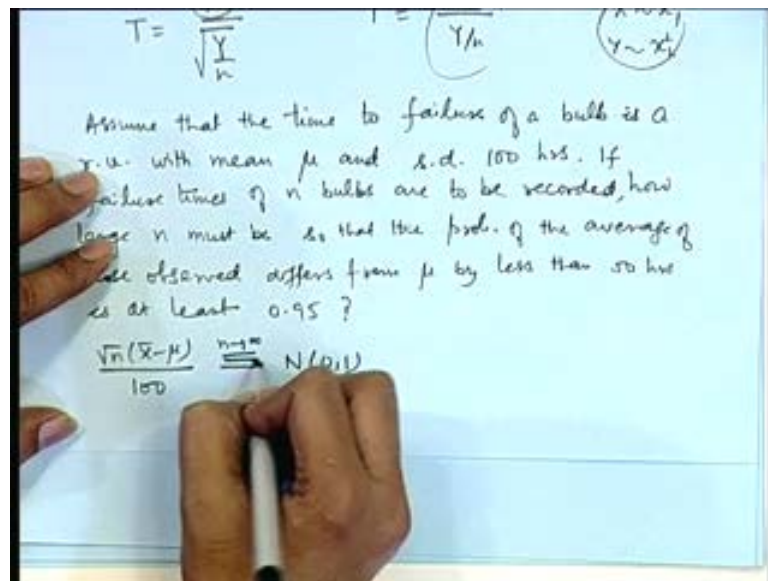 T = √(Y/n) T = Y/n
Y ~ χ²
Assume that the time to failure of a bulb is a
r.v. with mean μ and s.d. 100 hrs. If
failure times of n bulbs are to be recorded, how
large n must be so that the prob. of the average of
observed differs from μ by less than 50 hrs
is at least 0.95 ?
√n(x̄-μ)/100 n→∞ N(0,1)